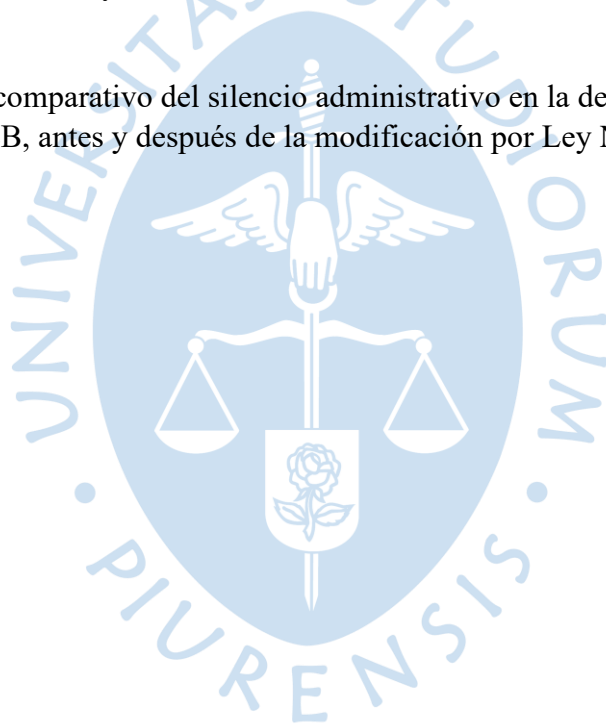 comparativo del silencio administrativo en la de
B, antes y después de la modificación por Ley
UNIVERSITAS STUDIORUM
• PIURENSIS •